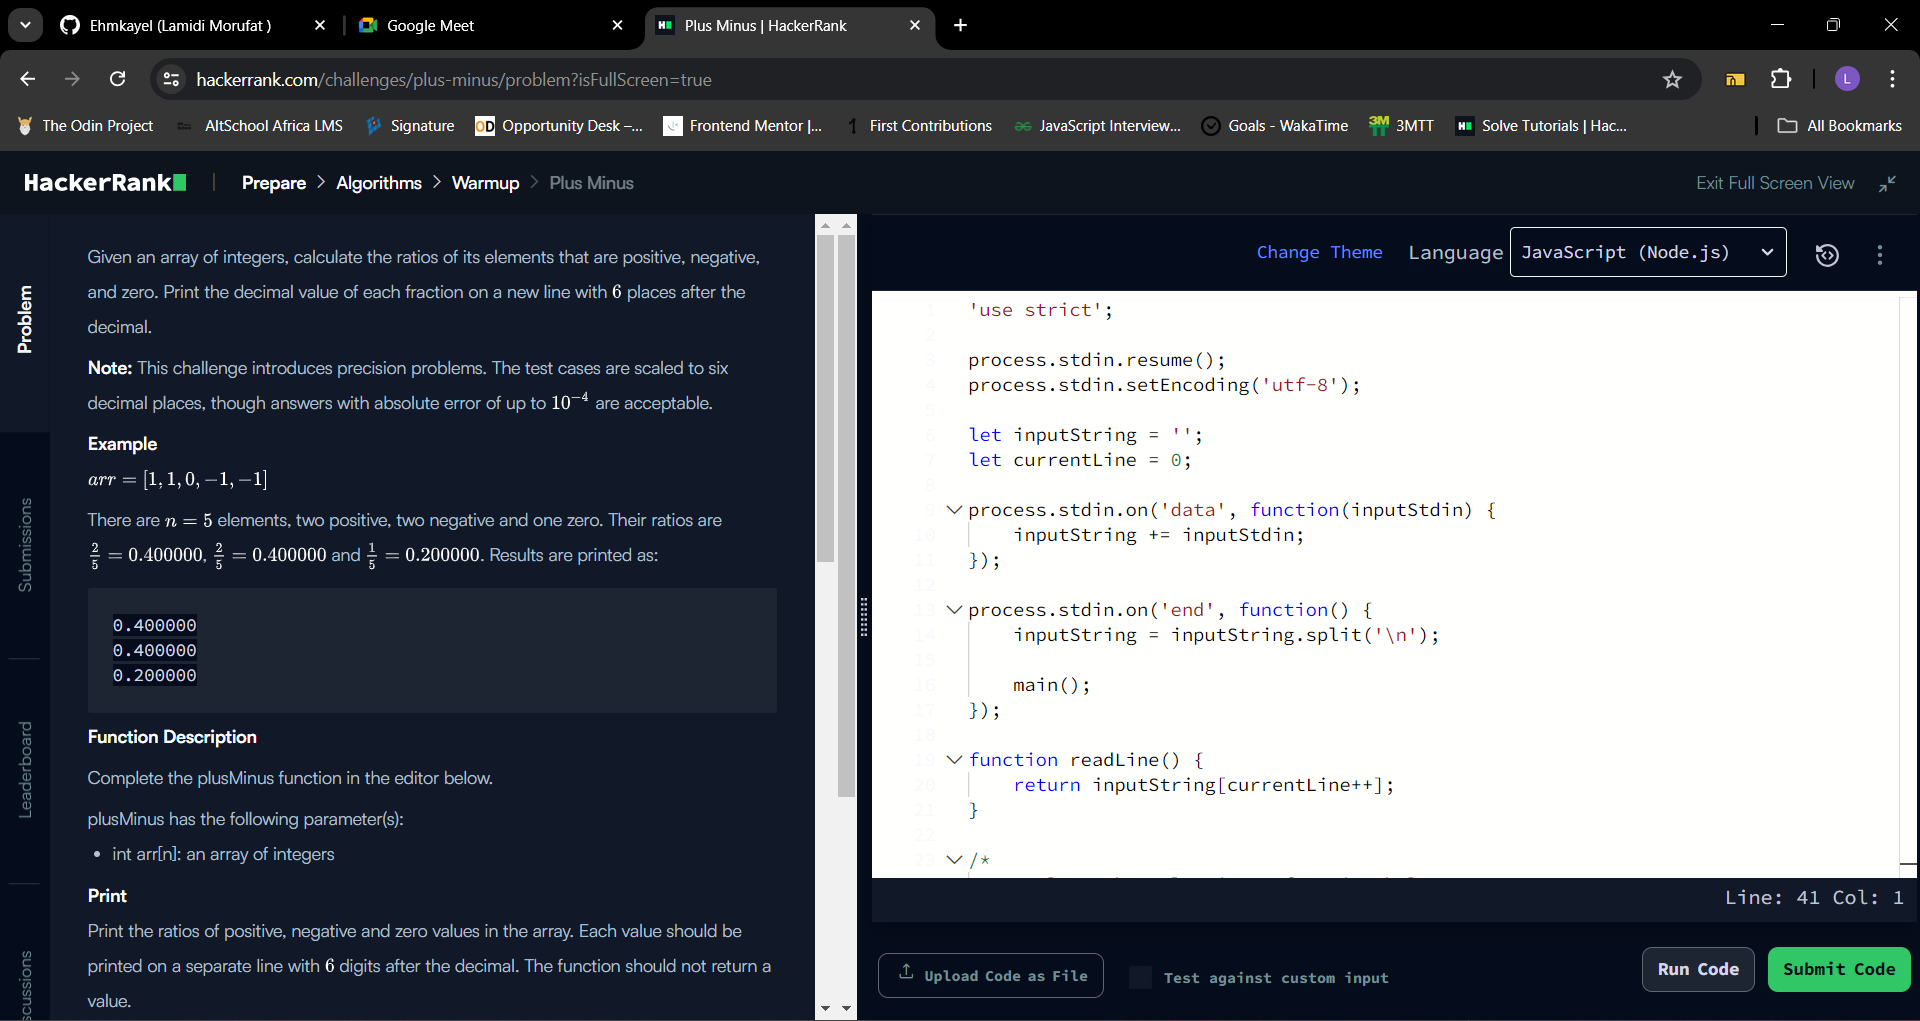 Ehmkayel (Lamidi Morufat )
Google Meet
Plus Minus | HackerRank
hackerrank.com/challenges/plus-minus/problem?isFullScreen=true
L
The Odin Project
AltSchool Africa LMS
Signature
OD Opportunity Desk –...
Frontend Mentor |...
First Contributions
JavaScript Interview...
Goals - WakaTime
3M 3MTT
Solve Tutorials | Hac...
All Bookmarks
HackerRank
Prepare > Algorithms > Warmup > Plus Minus
Exit Full Screen View
Problem
Submissions
Leaderboard
scussions
Given an array of integers, calculate the ratios of its elements that are positive, negative,
and zero. Print the decimal value of each fraction on a new line with 6 places after the
decimal.
Note: This challenge introduces precision problems. The test cases are scaled to six
decimal places, though answers with absolute error of up to 10⁻⁴ are acceptable.
Example
arr = [1, 1, 0, −1, −1]
There are n = 5 elements, two positive, two negative and one zero. Their ratios are
2/5 = 0.400000, 2/5 = 0.400000 and 1/5 = 0.200000. Results are printed as:
0.400000
0.400000
0.200000
Function Description
Complete the plusMinus function in the editor below.
plusMinus has the following parameter(s):
• int arr[n]: an array of integers
Print
Print the ratios of positive, negative and zero values in the array. Each value should be
printed on a separate line with 6 digits after the decimal. The function should not return a
value.
Change Theme
Language
JavaScript (Node.js)
1 'use strict';
2
3 process.stdin.resume();
4 process.stdin.setEncoding('utf-8');
5
6 let inputString = '';
7 let currentLine = 0;
8
9 process.stdin.on('data', function(inputStdin) {
10 inputString += inputStdin;
11 });
12
13 process.stdin.on('end', function() {
14 inputString = inputString.split('\n');
15
16 main();
17 });
18
19 function readLine() {
20 return inputString[currentLine++];
21 }
22
23 /*
Line: 41 Col: 1
Upload Code as File
Test against custom input
Run Code
Submit Code